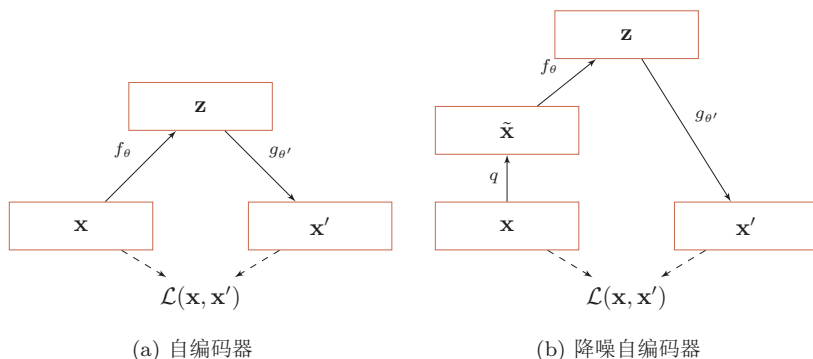 z
f_θ
g_θ′
x
x′
ℒ(x, x′)
(a) 自编码器
z
f_θ
x̃
g_θ′
q
x
x′
ℒ(x, x′)
(b) 降噪自编码器